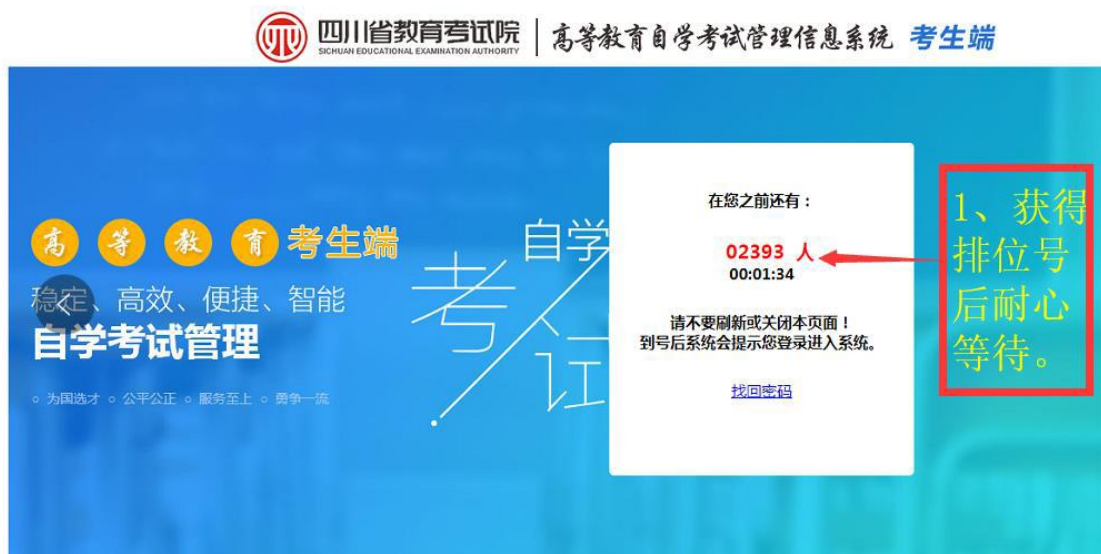 四川省教育考试院
SICHUAN EDUCATIONAL EXAMINATION AUTHORITY
高等教育自学考试管理信息系统 考生端
高等教育考生端
稳定、高效、便捷、智能
自学考试管理
为国选才 公平公正 服务至上 勇争一流
自学
考试
在您之前还有：
02393 人
00:01:34
请不要刷新或关闭本页面！
到号后系统会提示您登录进入系统。
找回密码
1、获得
排位号
后耐心
等待。